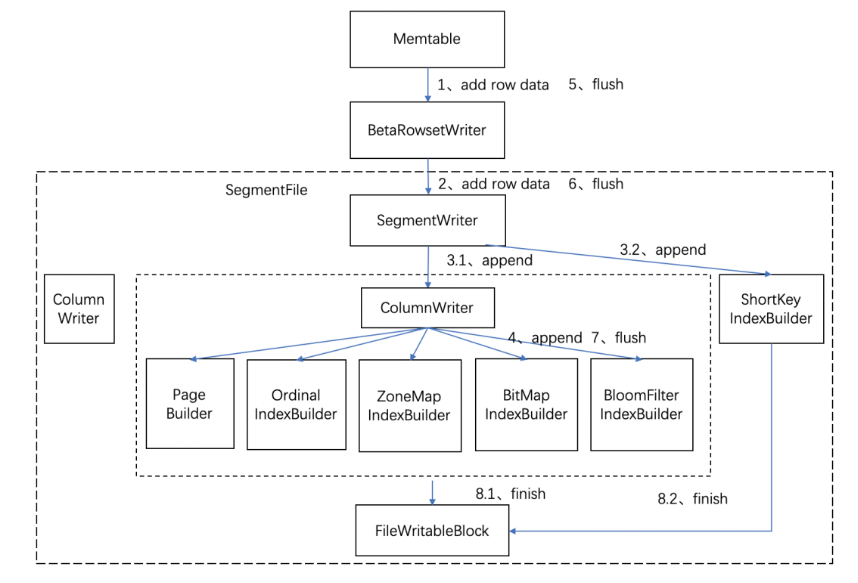 Memtable
1、add row data 5、flush
BetaRowsetWriter
2、add row data 6、flush
SegmentFile
SegmentWriter
3.1、append
3.2、append
Column
Writer
ColumnWriter
ShortKey
IndexBuilder
4、append 7、flush
Page
Builder
Ordinal
IndexBuilder
ZoneMap
IndexBuilder
BitMap
IndexBuilder
BloomFilter
IndexBuilder
8.1、finish
8.2、finish
FileWritableBlock